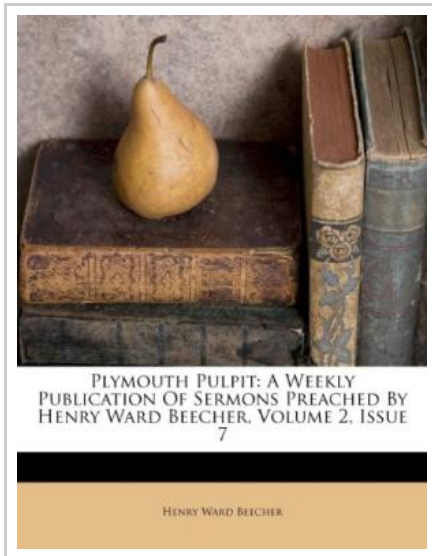 Plymouth Pulpit: A Weekly
Publication Of Sermons Preached By
Henry Ward Beecher, Volume 2, Issue
7
Henry Ward Beecher